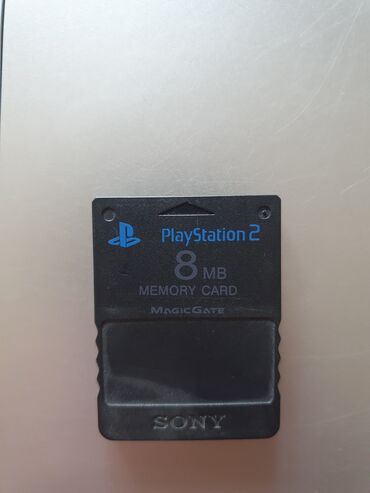 PlayStation 2
8 MB
MEMORY CARD
MAGICGATE
SONY